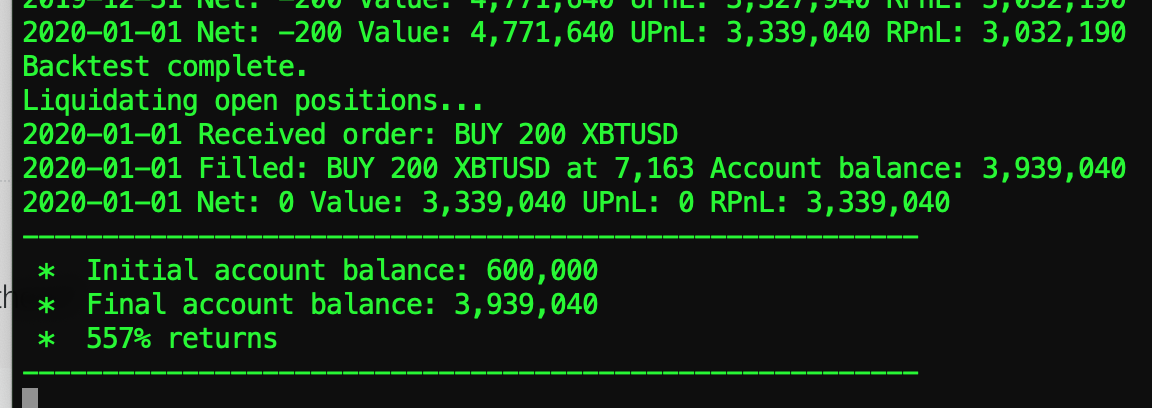 2019-12-31 Net: -200 Value: 4,771,640 UPnL: 3,327,940 RPnL: 3,032,190
2020-01-01 Net: -200 Value: 4,771,640 UPnL: 3,339,040 RPnL: 3,032,190
Backtest complete.
Liquidating open positions...
2020-01-01 Received order: BUY 200 XBTUSD
2020-01-01 Filled: BUY 200 XBTUSD at 7,163 Account balance: 3,939,040
2020-01-01 Net: 0 Value: 3,339,040 UPnL: 0 RPnL: 3,339,040
* Initial account balance: 600,000
* Final account balance: 3,939,040
* 557% returns